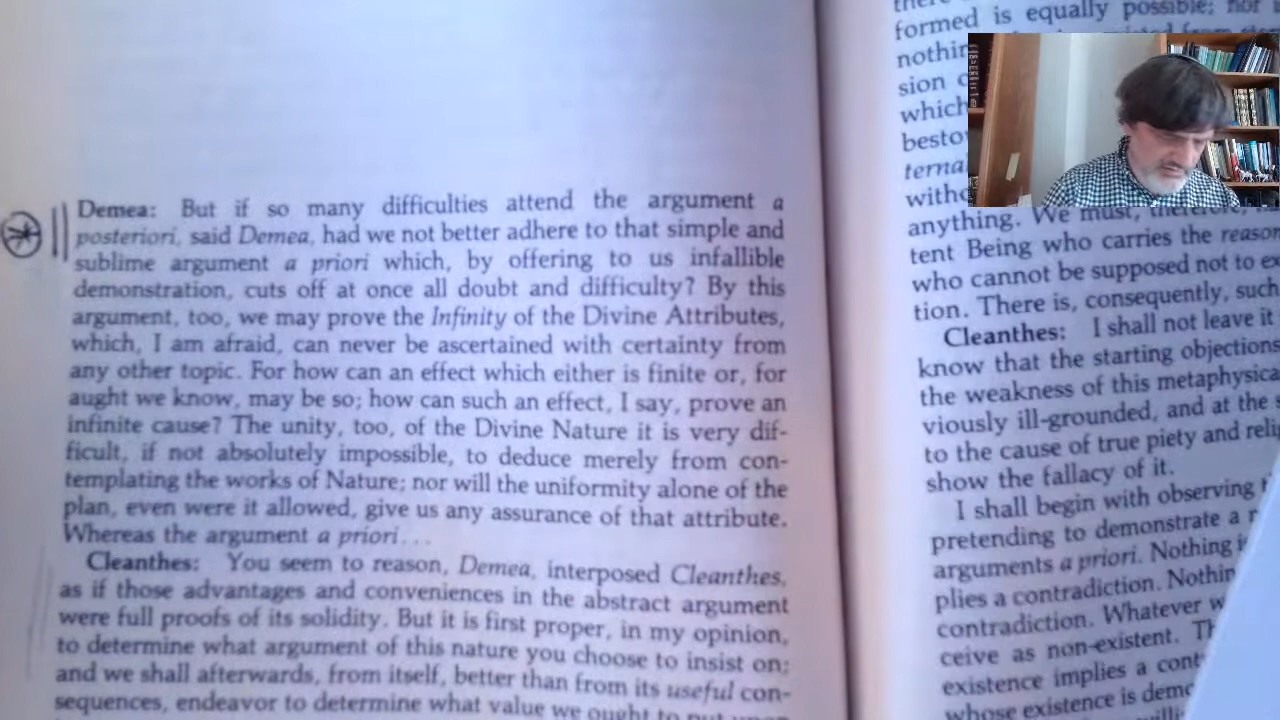 Demea: But if so many difficulties attend the argument a
posteriori, said Demea, had we not better adhere to that simple and
sublime argument a priori which, by offering to us infallible
demonstration, cuts off at once all doubt and difficulty? By this
argument, too, we may prove the Infinity of the Divine Attributes,
which, I am afraid, can never be ascertained with certainty from
any other topic. For how can an effect which either is finite or, for
aught we know, may be so; how can such an effect, I say, prove an
infinite cause? The unity, too, of the Divine Nature it is very dif-
ficult, if not absolutely impossible, to deduce merely from con-
templating the works of Nature; nor will the uniformity alone of the
plan, even were it allowed, give us any assurance of that attribute.
Whereas the argument a priori...
Cleanthes: You seem to reason, Demea, interposed Cleanthes,
as if those advantages and conveniences in the abstract argument
were full proofs of its solidity. But it is first proper, in my opinion,
to determine what argument of this nature you choose to insist on;
and we shall afterwards, from itself, better than from its useful con-
sequences, endeavor to determine what value we ought to put upon
formed is equally possible; nor
nothin
sion
which
besto
terna
witho
anything. We must, therefore,
tent Being who carries the reason
who cannot be supposed not to ex
tion. There is, consequently, such
Cleanthes: I shall not leave it
know that the starting objections
the weakness of this metaphysica
viously ill-grounded, and at the
to the cause of true piety and reli
show the fallacy of it.
I shall begin with observing
pretending to demonstrate a
arguments a priori. Nothing
plies a contradiction. Nothin
contradiction. Whatever w
ceive as non-existent. Th
existence implies a cont
whose existence is demo